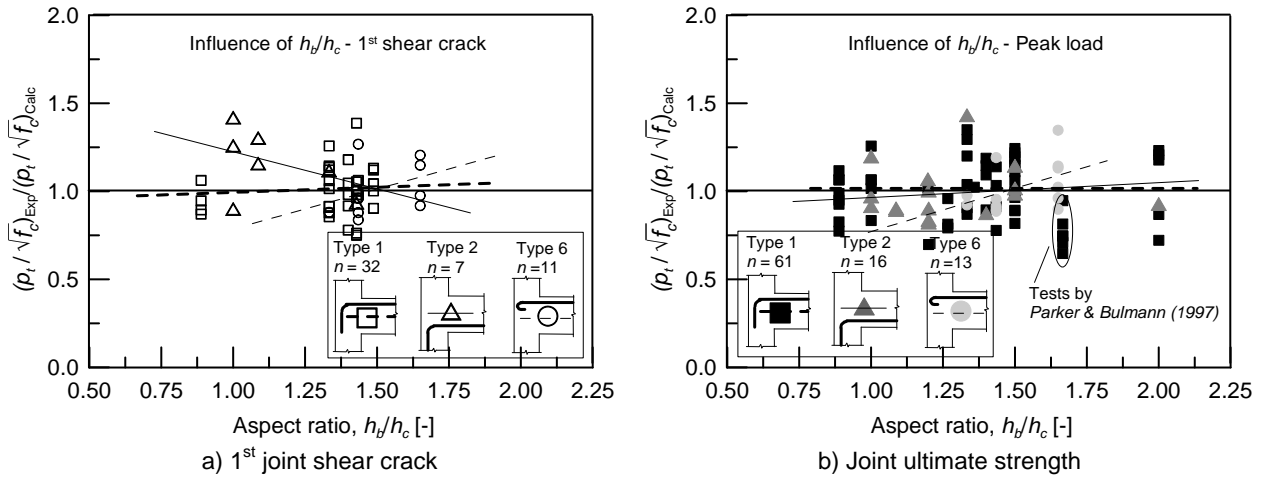 2.0
1.5
1.0
0.5
0.0
(p_t / √f_c)_Exp/(p_t / √f_c)_Calc
Influence of h_b/h_c - 1st shear crack
Type 1
n = 32
Type 2
n = 7
Type 6
n=11
0.50 0.75 1.00 1.25 1.50 1.75 2.00 2.25
Aspect ratio, h_b/h_c [-]
a) 1st joint shear crack
2.0
1.5
1.0
0.5
0.0
(p_t / √f_c)_Exp/(p_t / √f_c)_Calc
Influence of h_b/h_c - Peak load
Type 1
n= 61
Type 2
n = 16
Type 6
n=13
Tests by
Parker & Bulmann (1997)
0.50 0.75 1.00 1.25 1.50 1.75 2.00 2.25
Aspect ratio, h_b/h_c [-]
b) Joint ultimate strength